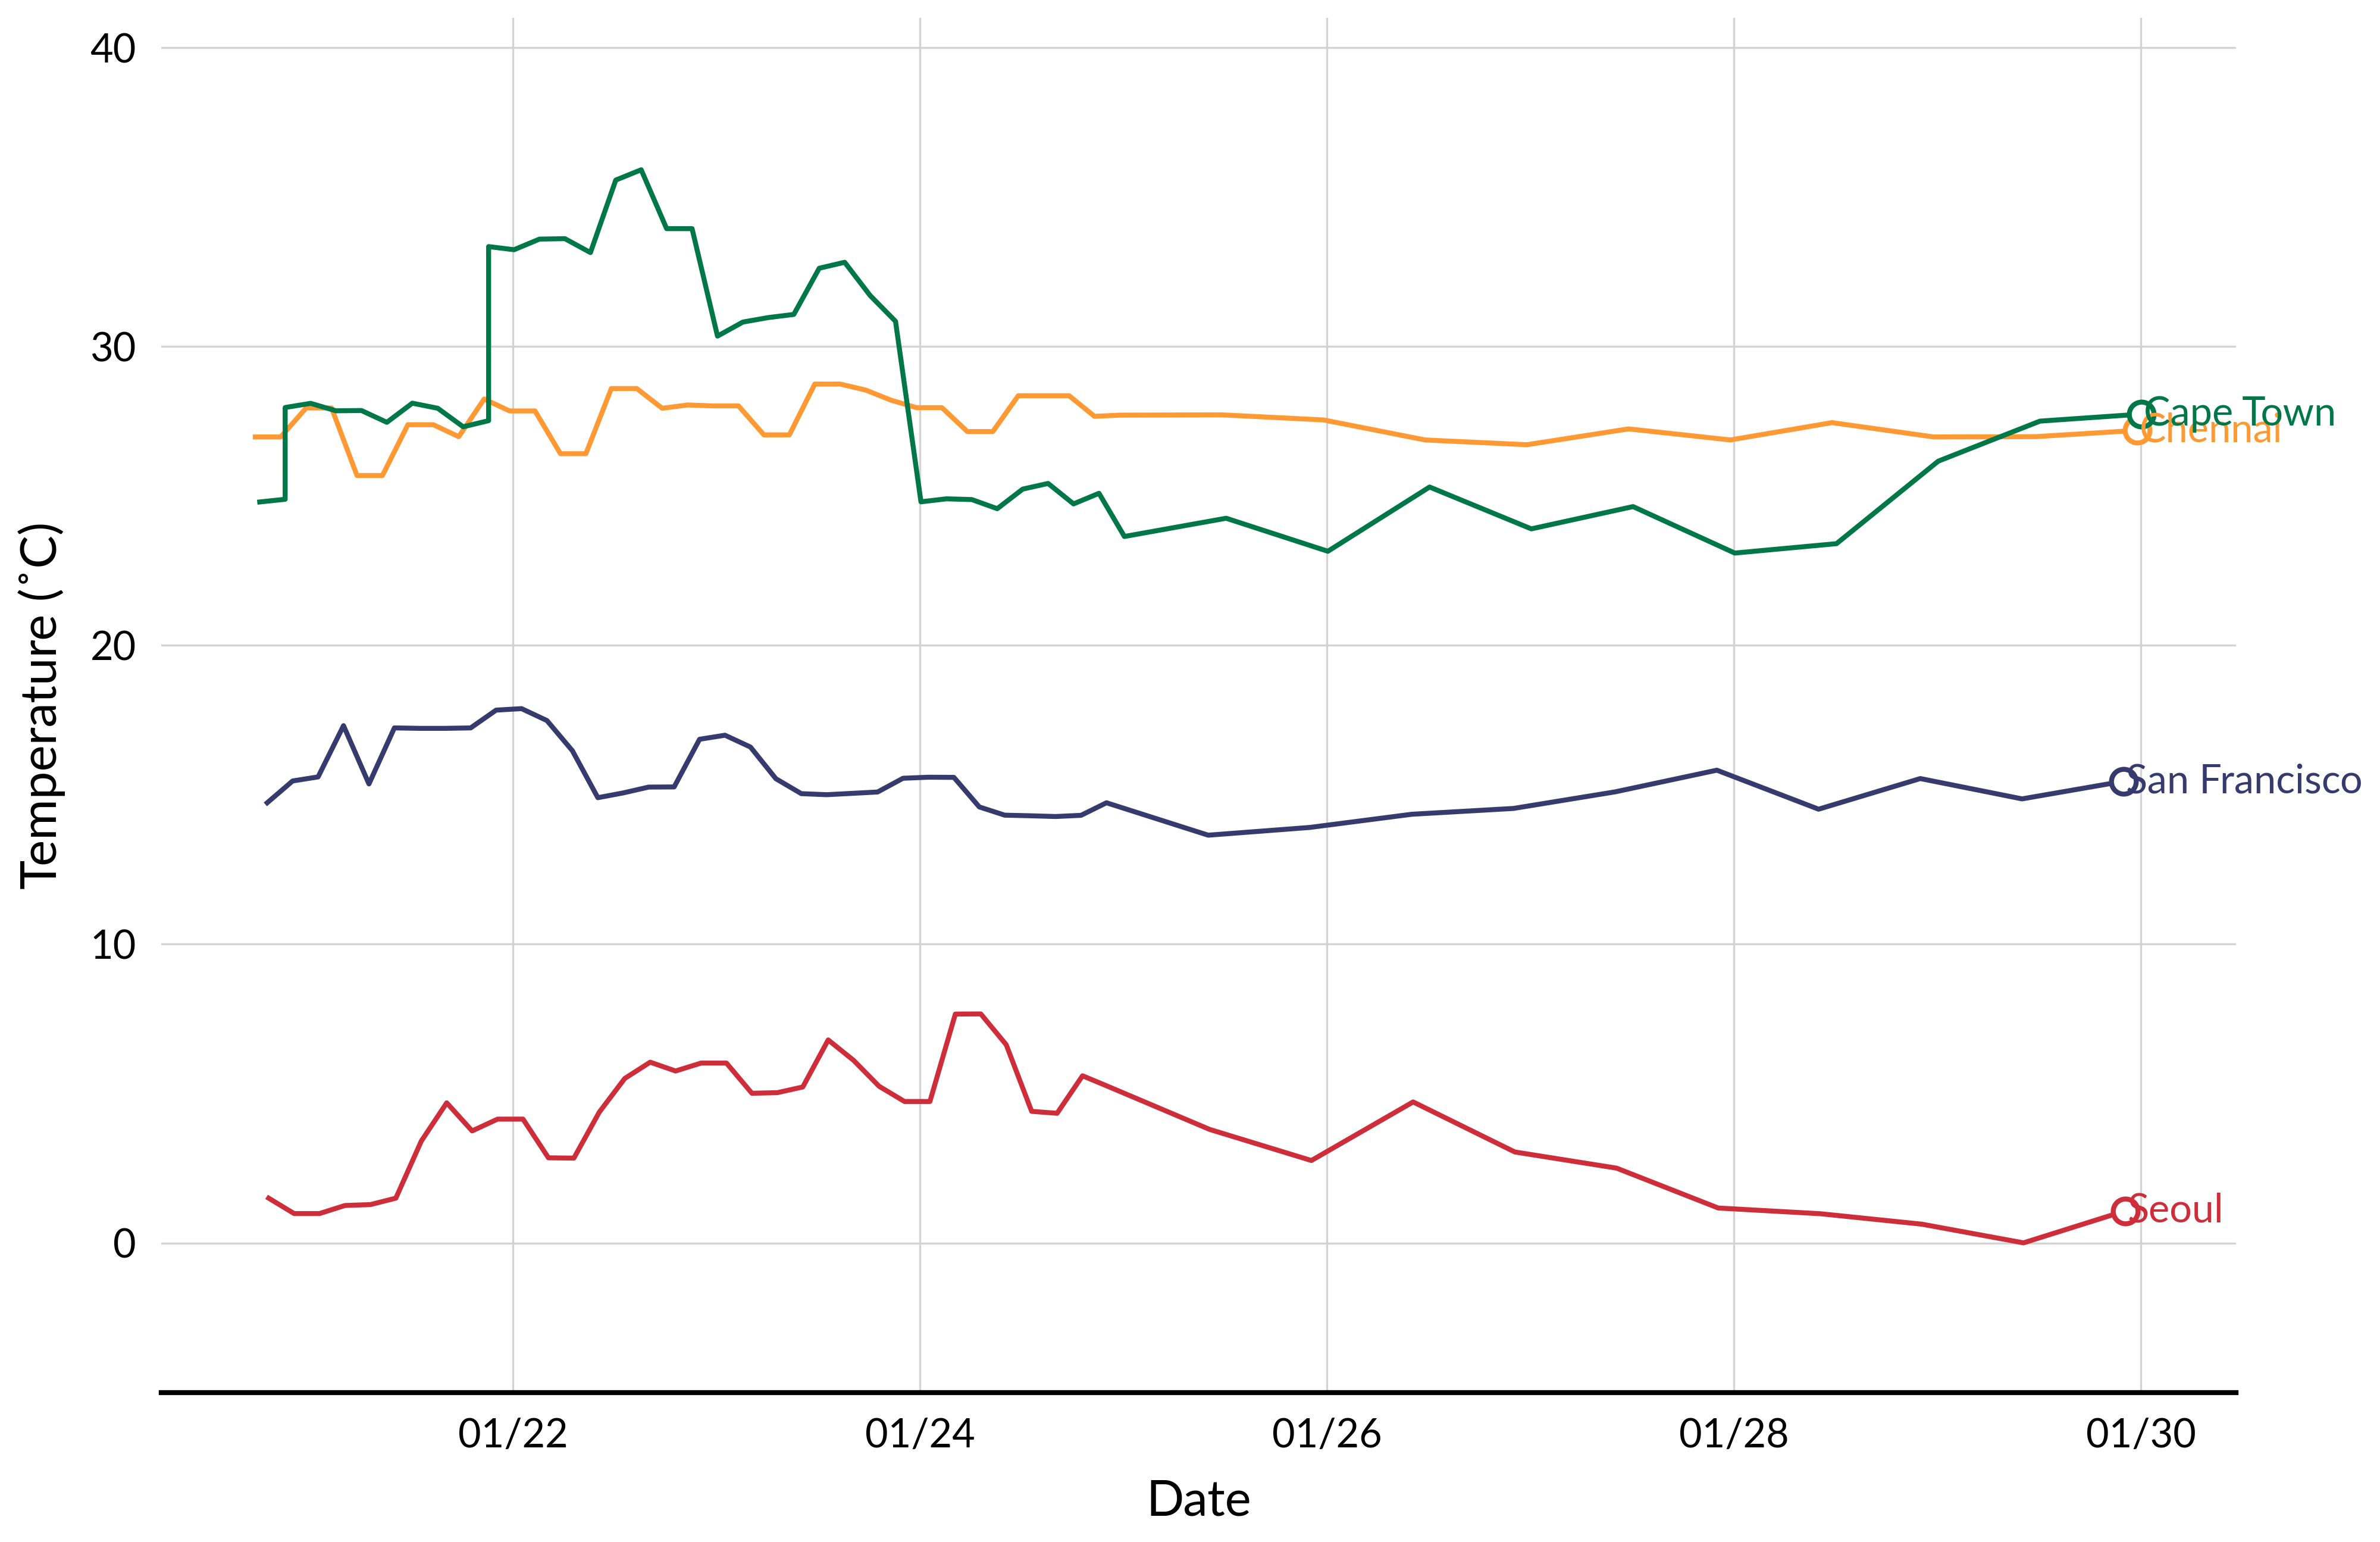 40
30
20
10
0
Temperature (°C)
Cape Town
Chennai
San Francisco
Seoul
01/22 01/24 01/26 01/28 01/30
Date